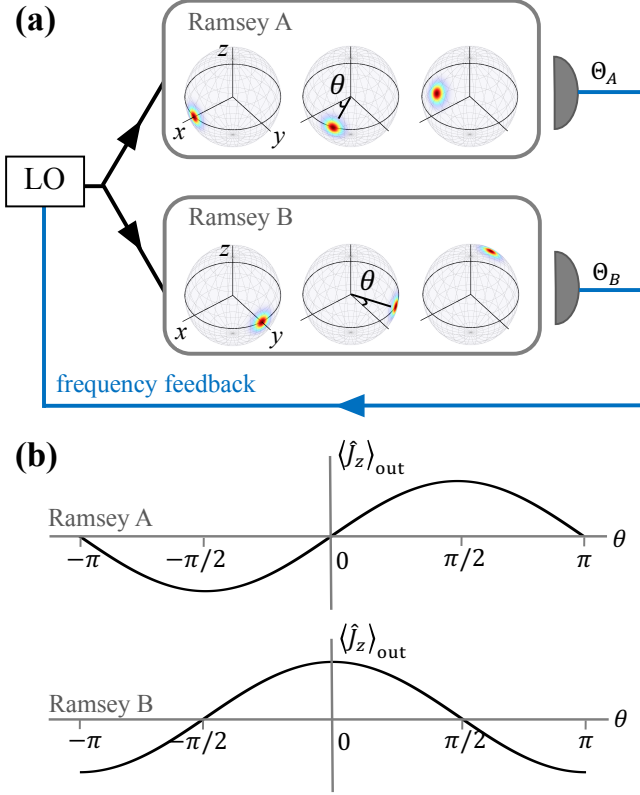 (a)
Ramsey A
z
θ
x
y
Θ_A
LO
Ramsey B
z
θ
x
y
Θ_B
frequency feedback
(b)
⟨Ĵ_z⟩_out
Ramsey A
−π
−π/2
0
π/2
π
θ
⟨Ĵ_z⟩_out
Ramsey B
−π
−π/2
0
π/2
π
θ